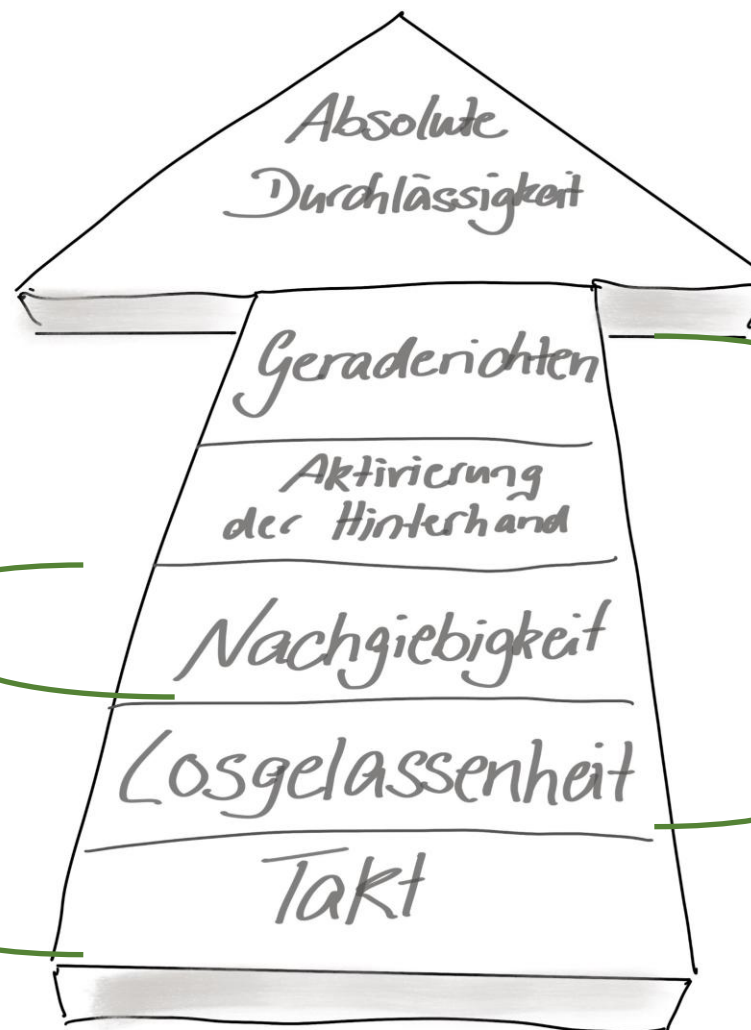 Absolute
Durchlässigkeit
Geraderichten
Aktivierung
der Hinterhand
Nachgiebigkeit
Losgelassenheit
Takt